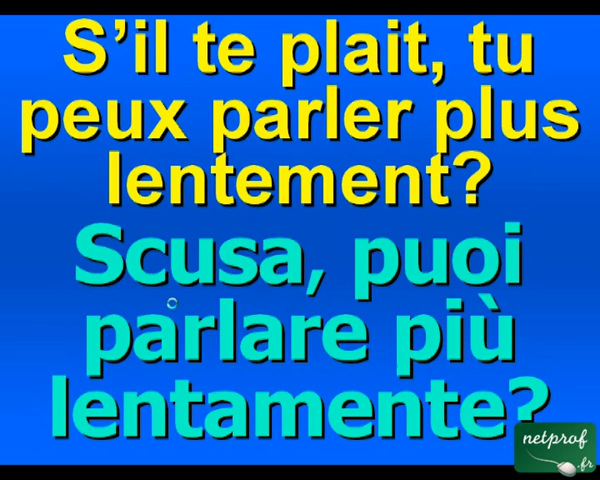 S'il te plait, tu
peux parler plus
lentement?
Scusa, puoi
parlare più
lentamente?
netprof
.fr